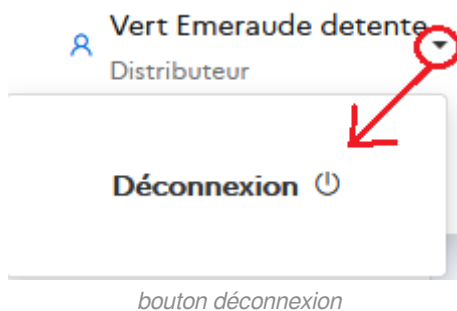 Vert Emeraude detente
Distributeur
Déconnexion
bouton déconnexion